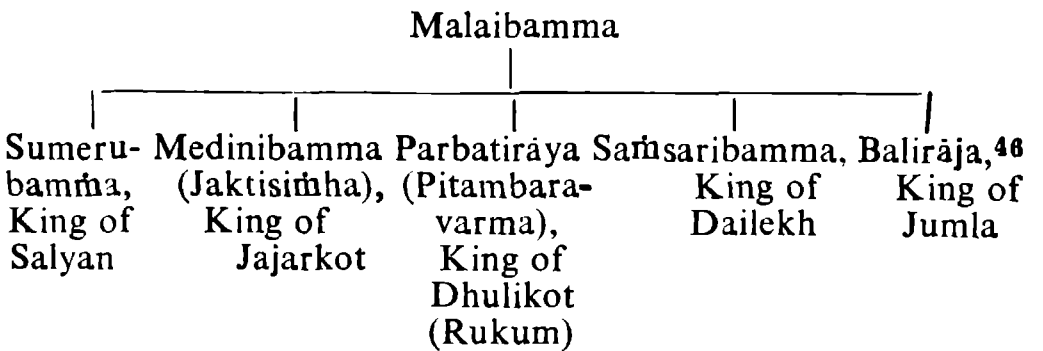 Malaibamma
Sumeru- Medinibamma Parbatirāya Saṁsaribamma, Balirāja,⁴⁶
bamṁa, (Jaktisiṁha), (Pitambara- King of King of
King of King of varma), Dailekh Jumla
Salyan Jajarkot King of
Dhulikot
(Rukum)